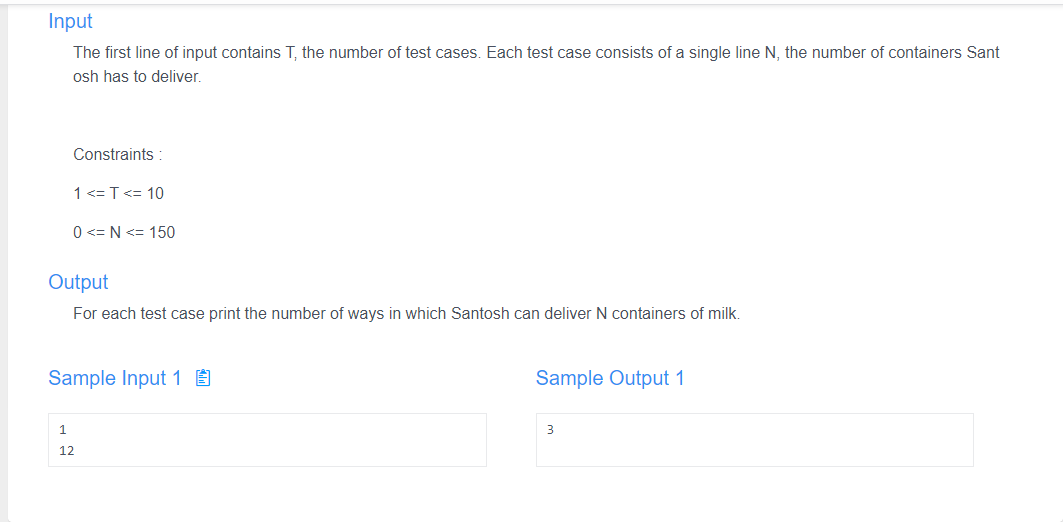 Input
The first line of input contains T, the number of test cases. Each test case consists of a single line N, the number of containers Sant
osh has to deliver.
Constraints :
1 <= T <= 10
0 <= N <= 150
Output
For each test case print the number of ways in which Santosh can deliver N containers of milk.
Sample Input 1
Sample Output 1
1
12
3